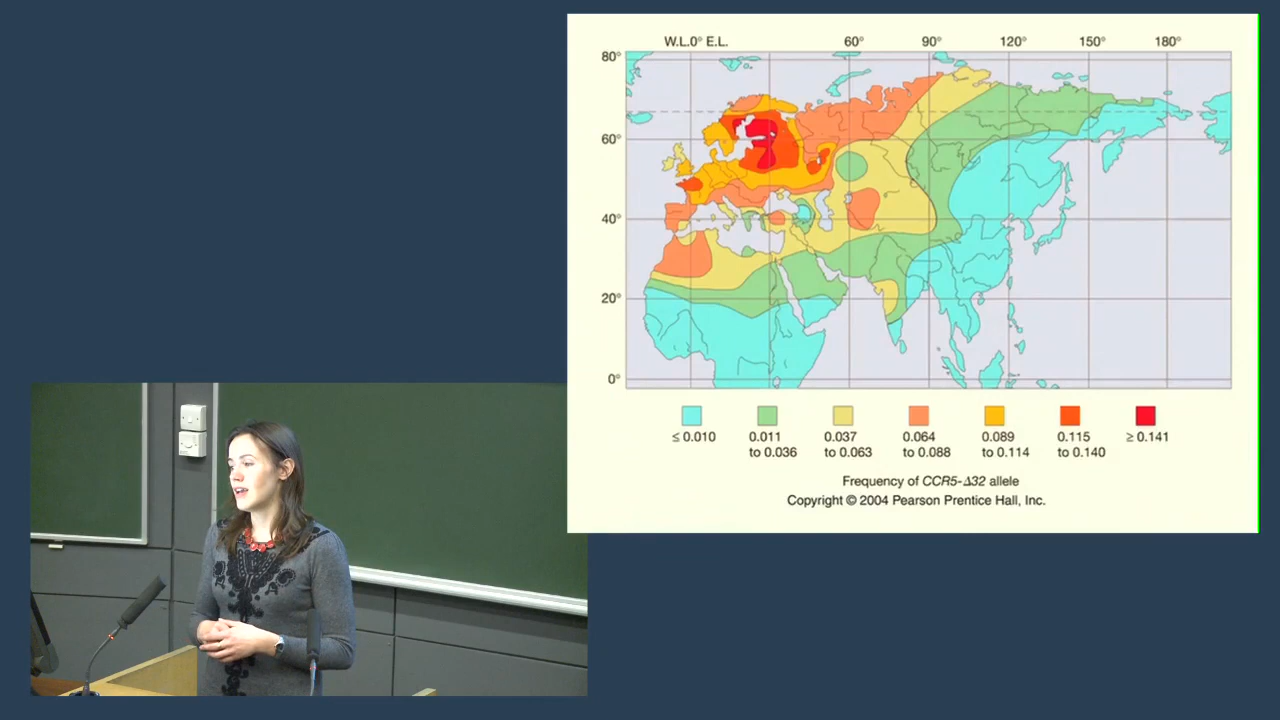 W.L.0° E.L. 60° 90° 120° 150° 180°
80°
60°
40°
20°
0°
≤ 0.010
0.011 to 0.036
0.037 to 0.063
0.064 to 0.088
0.089 to 0.114
0.115 to 0.140
≥ 0.141
Frequency of CCR5-Δ32 allele
Copyright © 2004 Pearson Prentice Hall, Inc.